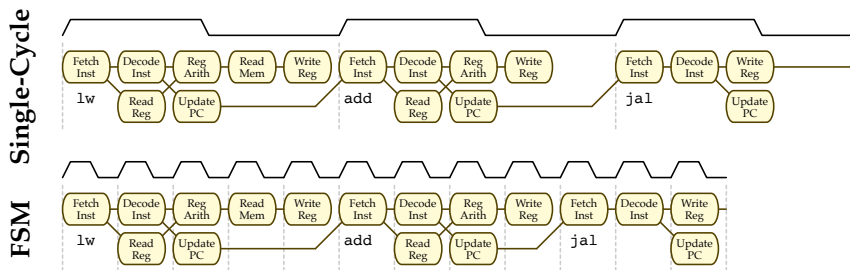 Single-Cycle
Fetch Inst
Decode Inst
Reg Arith
Read Mem
Write Reg
Fetch Inst
Decode Inst
Reg Arith
Write Reg
Fetch Inst
Decode Inst
Write Reg
lw
Read Reg
Update PC
add
Read Reg
Update PC
jal
Update PC
FSM
Fetch Inst
Decode Inst
Reg Arith
Read Mem
Write Reg
Fetch Inst
Decode Inst
Reg Arith
Write Reg
Fetch Inst
Decode Inst
Write Reg
lw
Read Reg
Update PC
add
Read Reg
Update PC
jal
Update PC